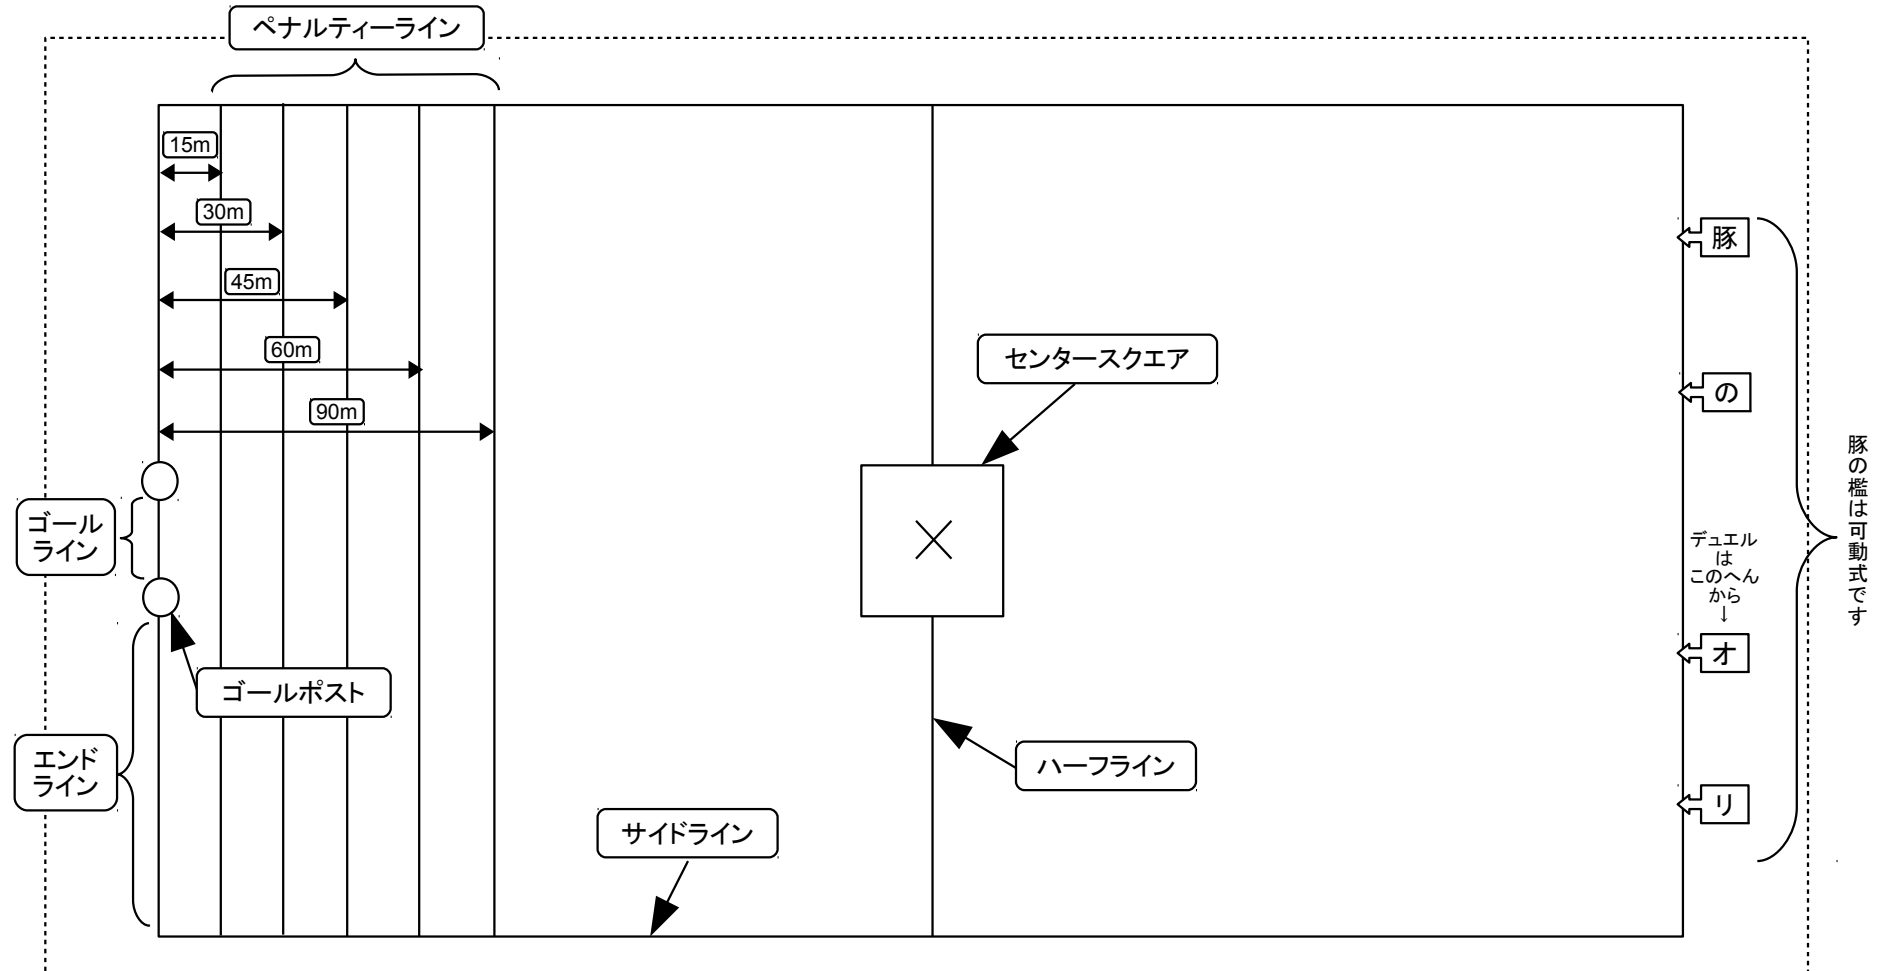 ペナルティーライン
15m
30m
45m
60m
90m
センタースクエア
ゴール
ライン
ゴールポスト
エンド
ライン
サイドライン
ハーフライン
豚
の
デュエル
は
このへん
から
↓
オ
リ
豚の檻は可動式です